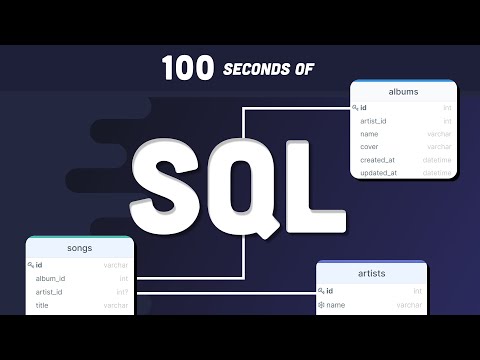 100 SECONDS OF
SQL
albums
id int
artist_id int
name varchar
cover varchar
created_at datetime
updated_at datetime
songs
id varchar
album_id int
artist_id int?
title varchar
artists
id int
name varchar